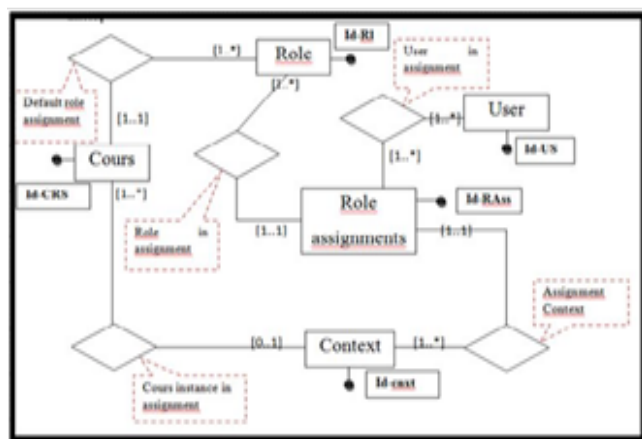 Id-RI
[1..*]
Role
User in
assignment
[1..*]
Default role
assignment
[1..1]
[1..*]
User
Cours
[1..*]
Id-US
Id-CRS
[1..*]
Role
assignments
Id-RAss
Role in
assignment
[1..1]
[1..1]
Assignment
Context
[0..1]
Context
[1..*]
Cours instance in
assignment
Id-cnxt